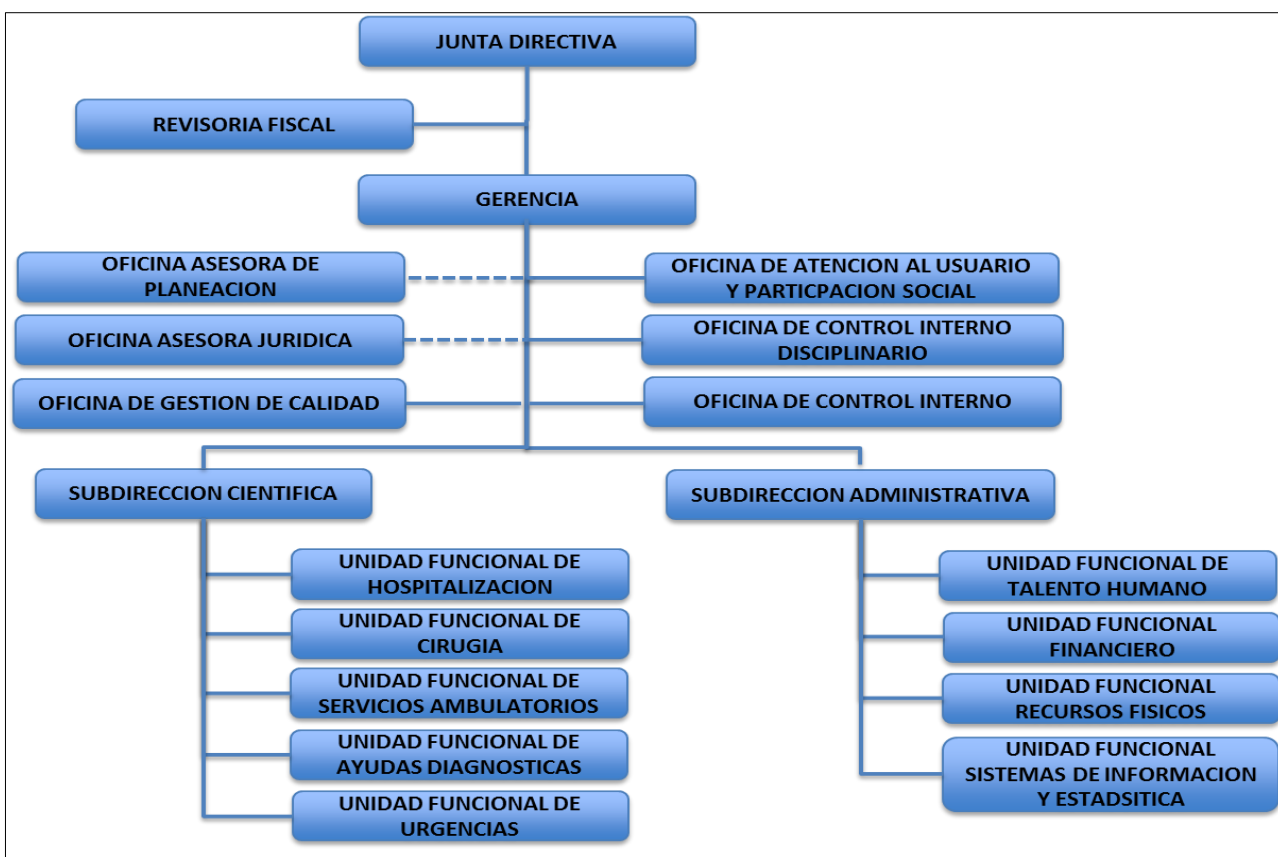 JUNTA DIRECTIVA
REVISORIA FISCAL
GERENCIA
OFICINA ASESORA DE
PLANEACION
OFICINA DE ATENCION AL USUARIO
Y PARTICPACION SOCIAL
OFICINA ASESORA JURIDICA
OFICINA DE CONTROL INTERNO
DISCIPLINARIO
OFICINA DE GESTION DE CALIDAD
OFICINA DE CONTROL INTERNO
SUBDIRECCION CIENTIFICA
SUBDIRECCION ADMINISTRATIVA
UNIDAD FUNCIONAL DE
HOSPITALIZACION
UNIDAD FUNCIONAL DE
CIRUGIA
UNIDAD FUNCIONAL DE
SERVICIOS AMBULATORIOS
UNIDAD FUNCIONAL DE
AYUDAS DIAGNOSTICAS
UNIDAD FUNCIONAL DE
URGENCIAS
UNIDAD FUNCIONAL DE
TALENTO HUMANO
UNIDAD FUNCIONAL
FINANCIERO
UNIDAD FUNCIONAL
RECURSOS FISICOS
UNIDAD FUNCIONAL
SISTEMAS DE INFORMACION
Y ESTADSITICA